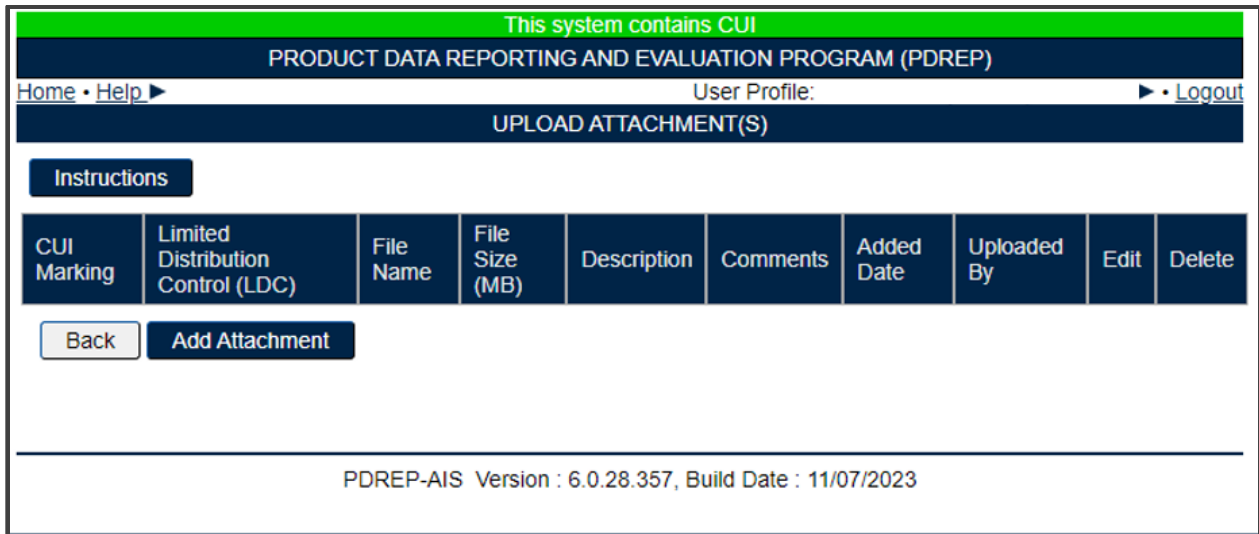 This system contains CUI
PRODUCT DATA REPORTING AND EVALUATION PROGRAM (PDREP)
Home • Help ▶ User Profile: ▶ • Logout
UPLOAD ATTACHMENT(S)
Instructions
CUI Marking
Limited Distribution Control (LDC)
File Name
File Size (MB)
Description
Comments
Added Date
Uploaded By
Edit
Delete
Back
Add Attachment
PDREP-AIS Version : 6.0.28.357, Build Date : 11/07/2023